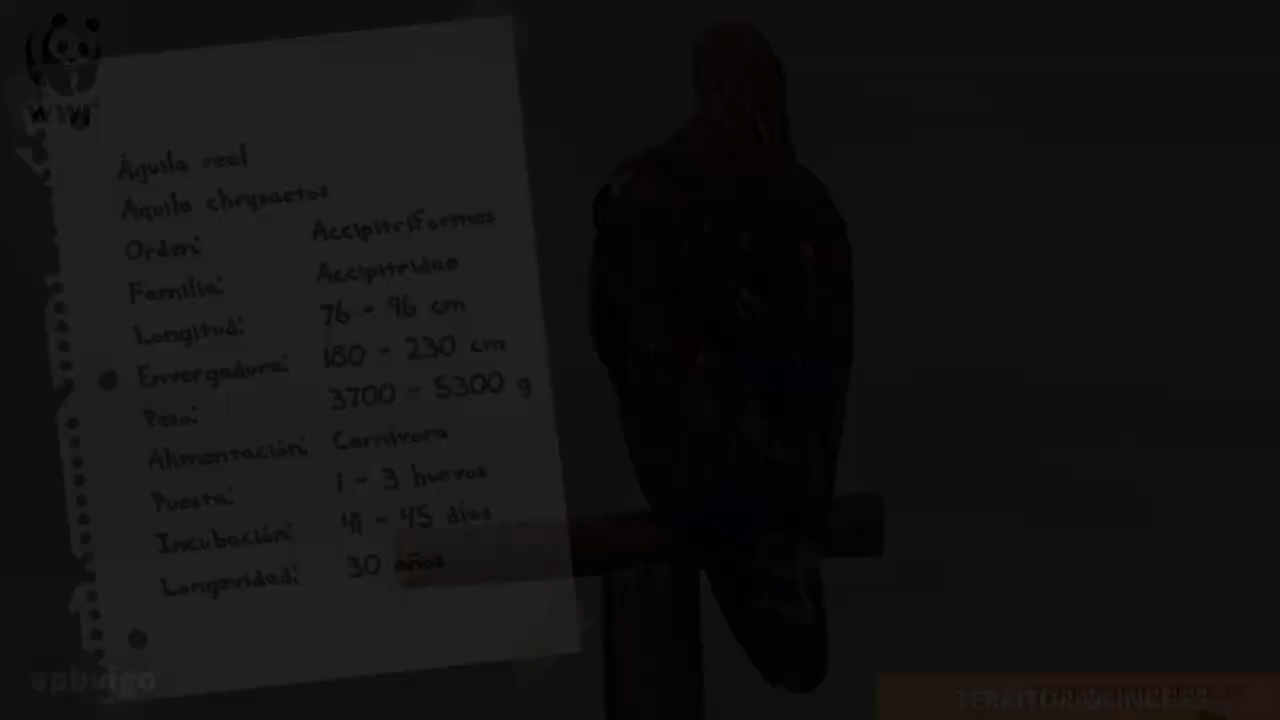 WWF
Águila real
Aquila chrysaetos
Orden: Accipitriformes
Familia: Accipitridae
Longitud: 76 - 96 cm
Envergadura: 180 - 230 cm
Peso: 3700 - 5300 g
Alimentación: Carnívora
Puesta: 1 - 3 huevos
Incubación: 41 - 45 días
Longevidad: 30 años